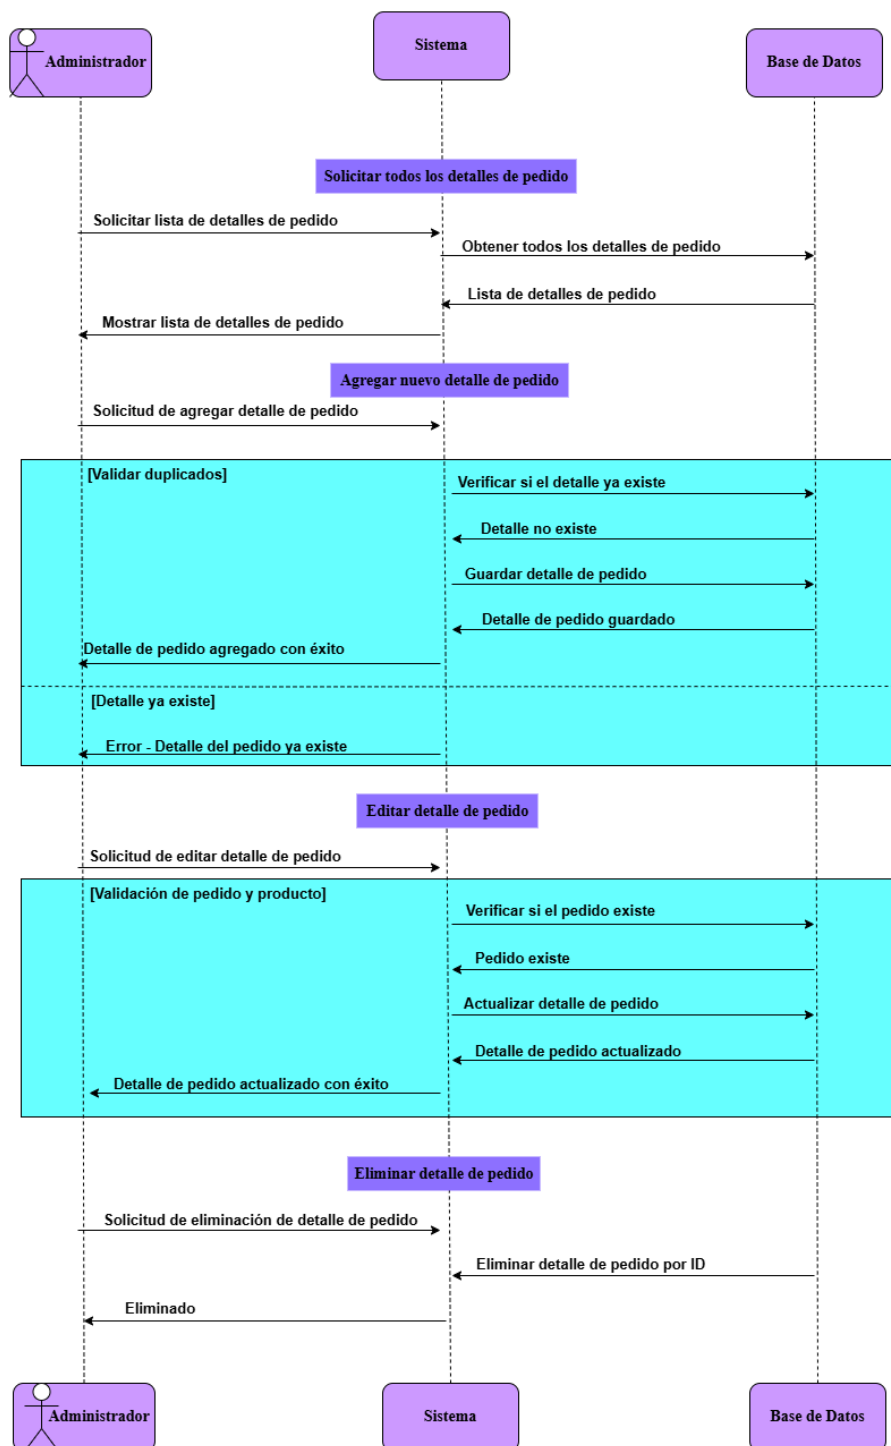 Administrador
Sistema
Base de Datos
Solicitar todos los detalles de pedido
Solicitar lista de detalles de pedido
Obtener todos los detalles de pedido
Lista de detalles de pedido
Mostrar lista de detalles de pedido
Agregar nuevo detalle de pedido
Solicitud de agregar detalle de pedido
[Validar duplicados]
Verificar si el detalle ya existe
Detalle no existe
Guardar detalle de pedido
Detalle de pedido guardado
Detalle de pedido agregado con éxito
[Detalle ya existe]
Error - Detalle del pedido ya existe
Editar detalle de pedido
Solicitud de editar detalle de pedido
[Validación de pedido y producto]
Verificar si el pedido existe
Pedido existe
Actualizar detalle de pedido
Detalle de pedido actualizado
Detalle de pedido actualizado con éxito
Eliminar detalle de pedido
Solicitud de eliminación de detalle de pedido
Eliminar detalle de pedido por ID
Eliminado
Administrador
Sistema
Base de Datos